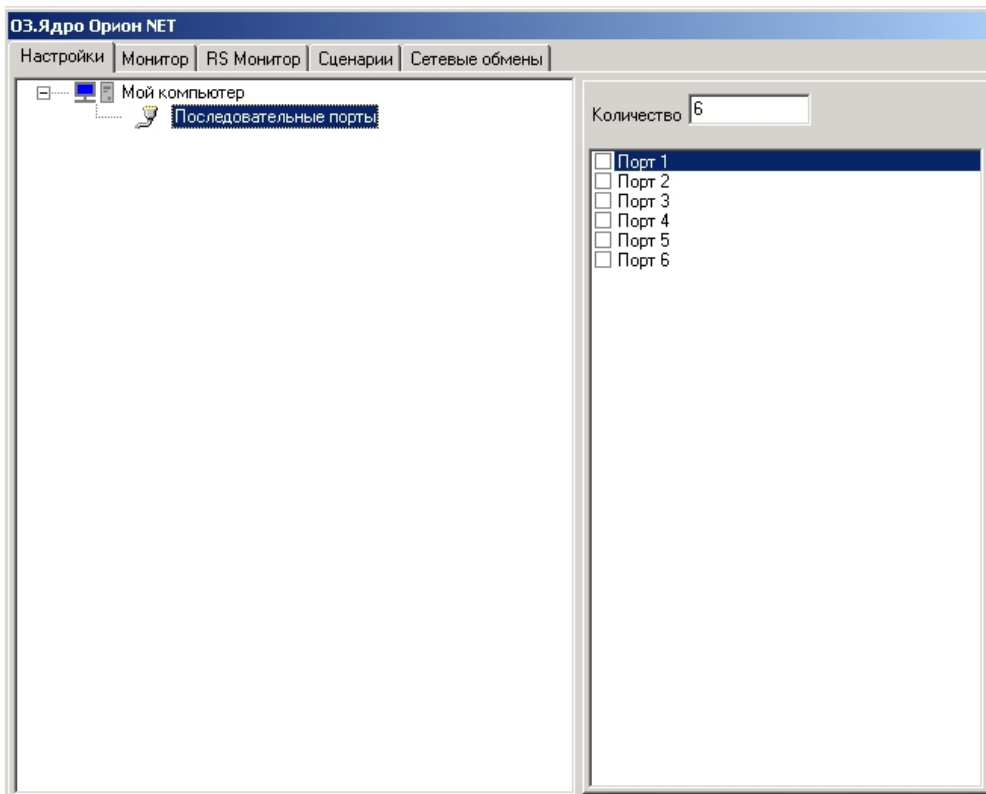 03.Ядро Орион NET
Настройки Монитор RS Монитор Сценарии Сетевые обмены
Мой компьютер
Последовательные порты
Количество 6
Порт 1
Порт 2
Порт 3
Порт 4
Порт 5
Порт 6